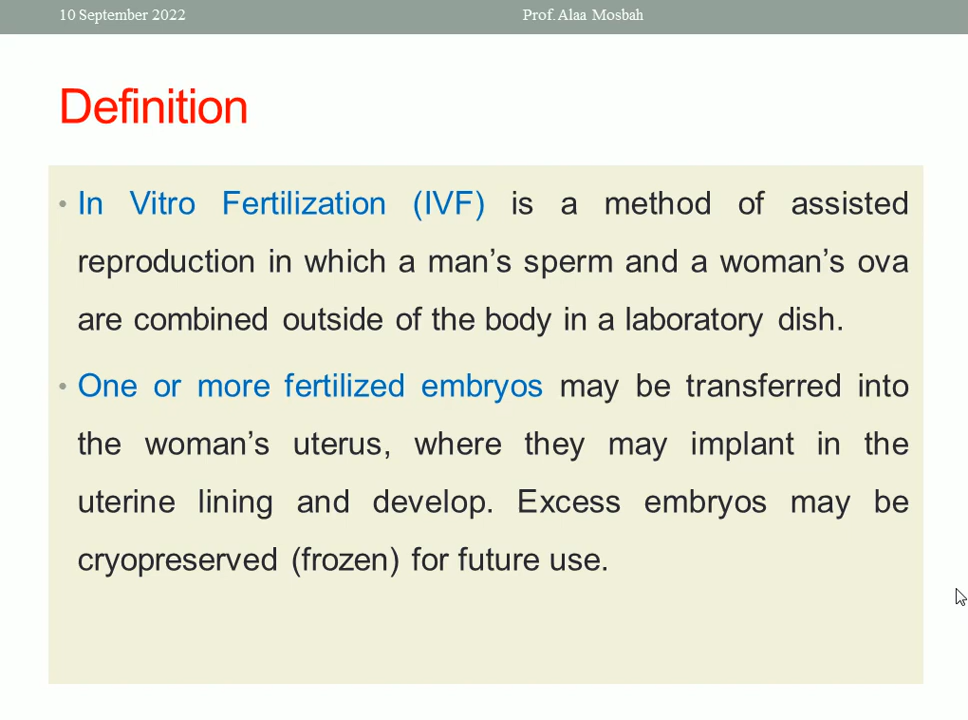 10 September 2022
Prof. Alaa Mosbah
Definition
• In Vitro Fertilization (IVF) is a method of assisted
reproduction in which a man’s sperm and a woman’s ova
are combined outside of the body in a laboratory dish.
• One or more fertilized embryos may be transferred into
the woman’s uterus, where they may implant in the
uterine lining and develop. Excess embryos may be
cryopreserved (frozen) for future use.